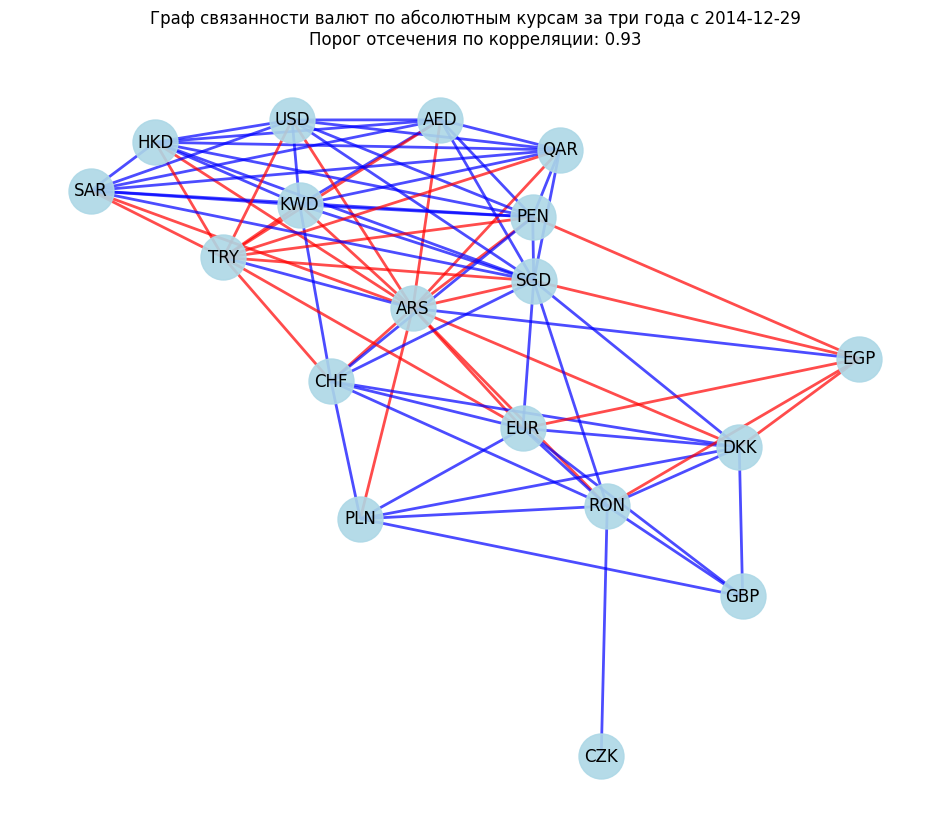 Граф связанности валют по абсолютным курсам за три года с 2014-12-29
Порог отсечения по корреляции: 0.93
USD
AED
HKD
QAR
SAR
KWD
PEN
TRY
SGD
ARS
EGP
CHF
EUR
DKK
RON
PLN
GBP
CZK